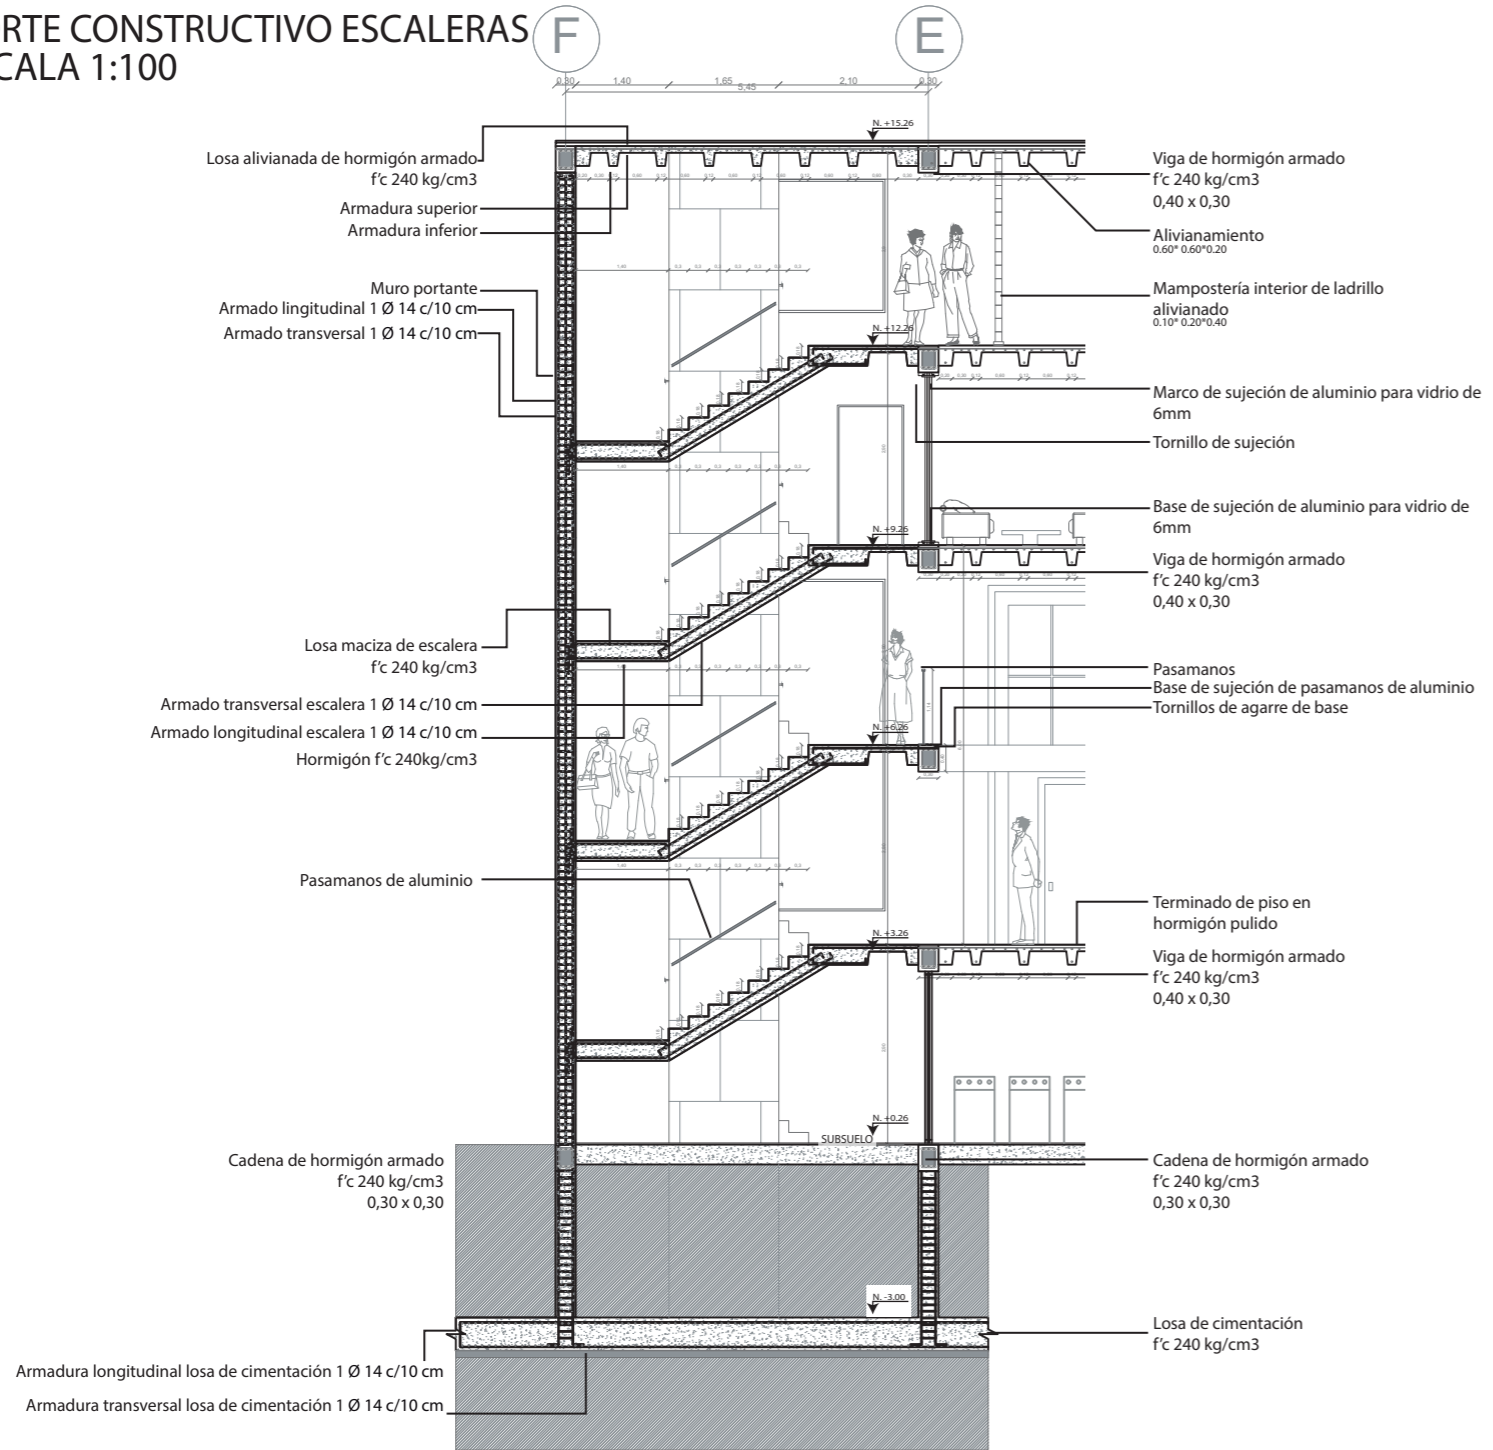 RTE CONSTRUCTIVO ESCALERAS
CALA 1:100
F
E
0,30
1,40
1,65
2,10
0,30
5,45
N. +15.26
Losa alivianada de hormigón armado
f'c 240 kg/cm3
Armadura superior
Armadura inferior
Muro portante
Armado lingitudinal 1 Ø 14 c/10 cm
Armado transversal 1 Ø 14 c/10 cm
Losa maciza de escalera
f'c 240 kg/cm3
Armado transversal escalera 1 Ø 14 c/10 cm
Armado longitudinal escalera 1 Ø 14 c/10 cm
Hormigón f'c 240kg/cm3
Pasamanos de aluminio
Cadena de hormigón armado
f'c 240 kg/cm3
0,30 x 0,30
Armadura longitudinal losa de cimentación 1 Ø 14 c/10 cm
Armadura transversal losa de cimentación 1 Ø 14 c/10 cm
N. +12.26
N. +9.26
N. +6.26
N. +3.26
N. +0.26
SUBSUELO
N. -3.00
Viga de hormigón armado
f'c 240 kg/cm3
0,40 x 0,30
Alivianamiento
0.60* 0.60*0.20
Mampostería interior de ladrillo
alivianado
0.10* 0.20*0.40
Marco de sujeción de aluminio para vidrio de
6mm
Tornillo de sujeción
Base de sujeción de aluminio para vidrio de
6mm
Viga de hormigón armado
f'c 240 kg/cm3
0,40 x 0,30
Pasamanos
Base de sujeción de pasamanos de aluminio
Tornillos de agarre de base
Terminado de piso en
hormigón pulido
Viga de hormigón armado
f'c 240 kg/cm3
0,40 x 0,30
Cadena de hormigón armado
f'c 240 kg/cm3
0,30 x 0,30
Losa de cimentación
f'c 240 kg/cm3